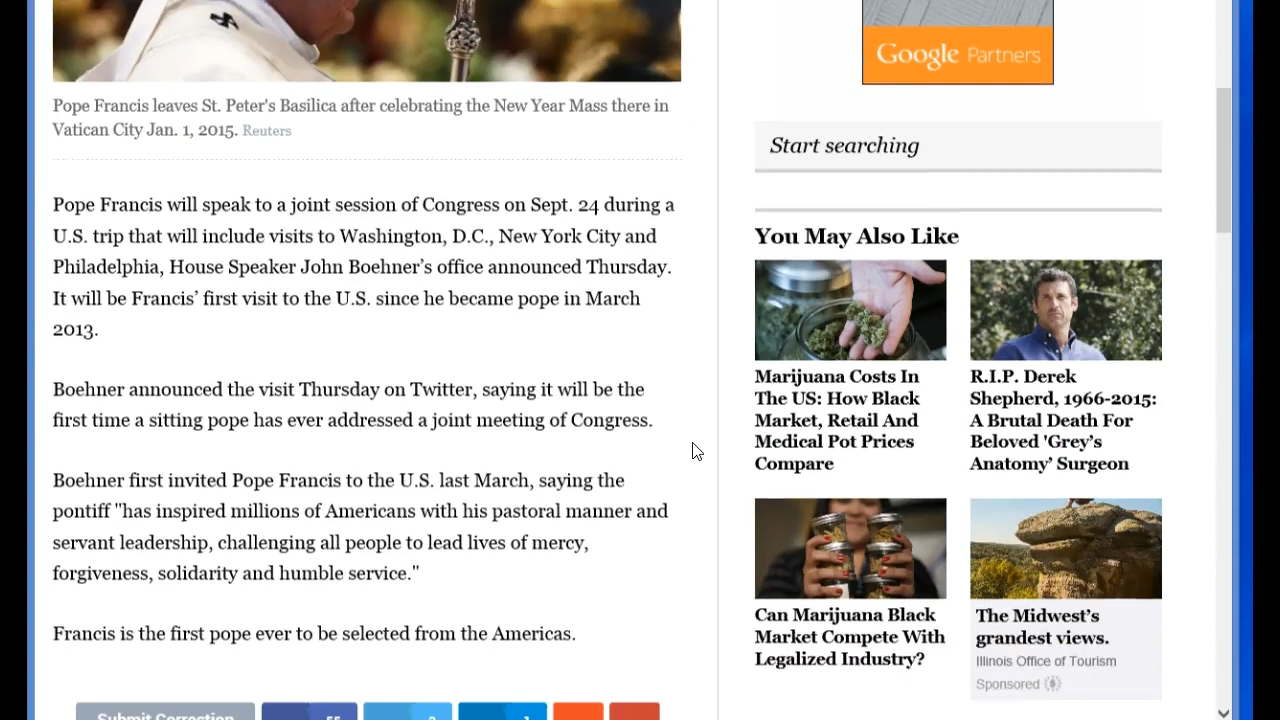 Google Partners
Pope Francis leaves St. Peter's Basilica after celebrating the New Year Mass there in
Vatican City Jan. 1, 2015. Reuters
Start searching
Pope Francis will speak to a joint session of Congress on Sept. 24 during a
U.S. trip that will include visits to Washington, D.C., New York City and
Philadelphia, House Speaker John Boehner’s office announced Thursday.
It will be Francis’ first visit to the U.S. since he became pope in March
2013.
Boehner announced the visit Thursday on Twitter, saying it will be the
first time a sitting pope has ever addressed a joint meeting of Congress.
Boehner first invited Pope Francis to the U.S. last March, saying the
pontiff "has inspired millions of Americans with his pastoral manner and
servant leadership, challenging all people to lead lives of mercy,
forgiveness, solidarity and humble service."
Francis is the first pope ever to be selected from the Americas.
Submit Correction
55
1
You May Also Like
Marijuana Costs In
The US: How Black
Market, Retail And
Medical Pot Prices
Compare
R.I.P. Derek
Shepherd, 1966-2015:
A Brutal Death For
Beloved 'Grey’s
Anatomy’ Surgeon
Can Marijuana Black
Market Compete With
Legalized Industry?
The Midwest’s
grandest views.
Illinois Office of Tourism
Sponsored